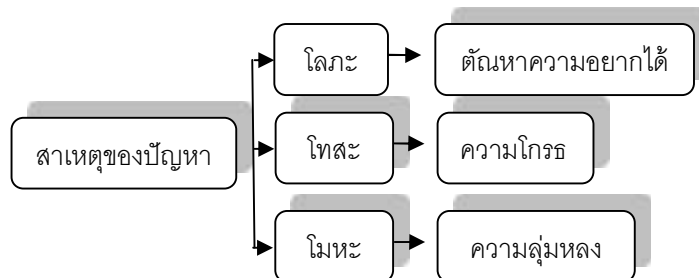 โลภะ
ตัณหาความอยากได้
สาเหตุของปัญหา
โทสะ
ความโกรธ
โมหะ
ความลุ่มหลง